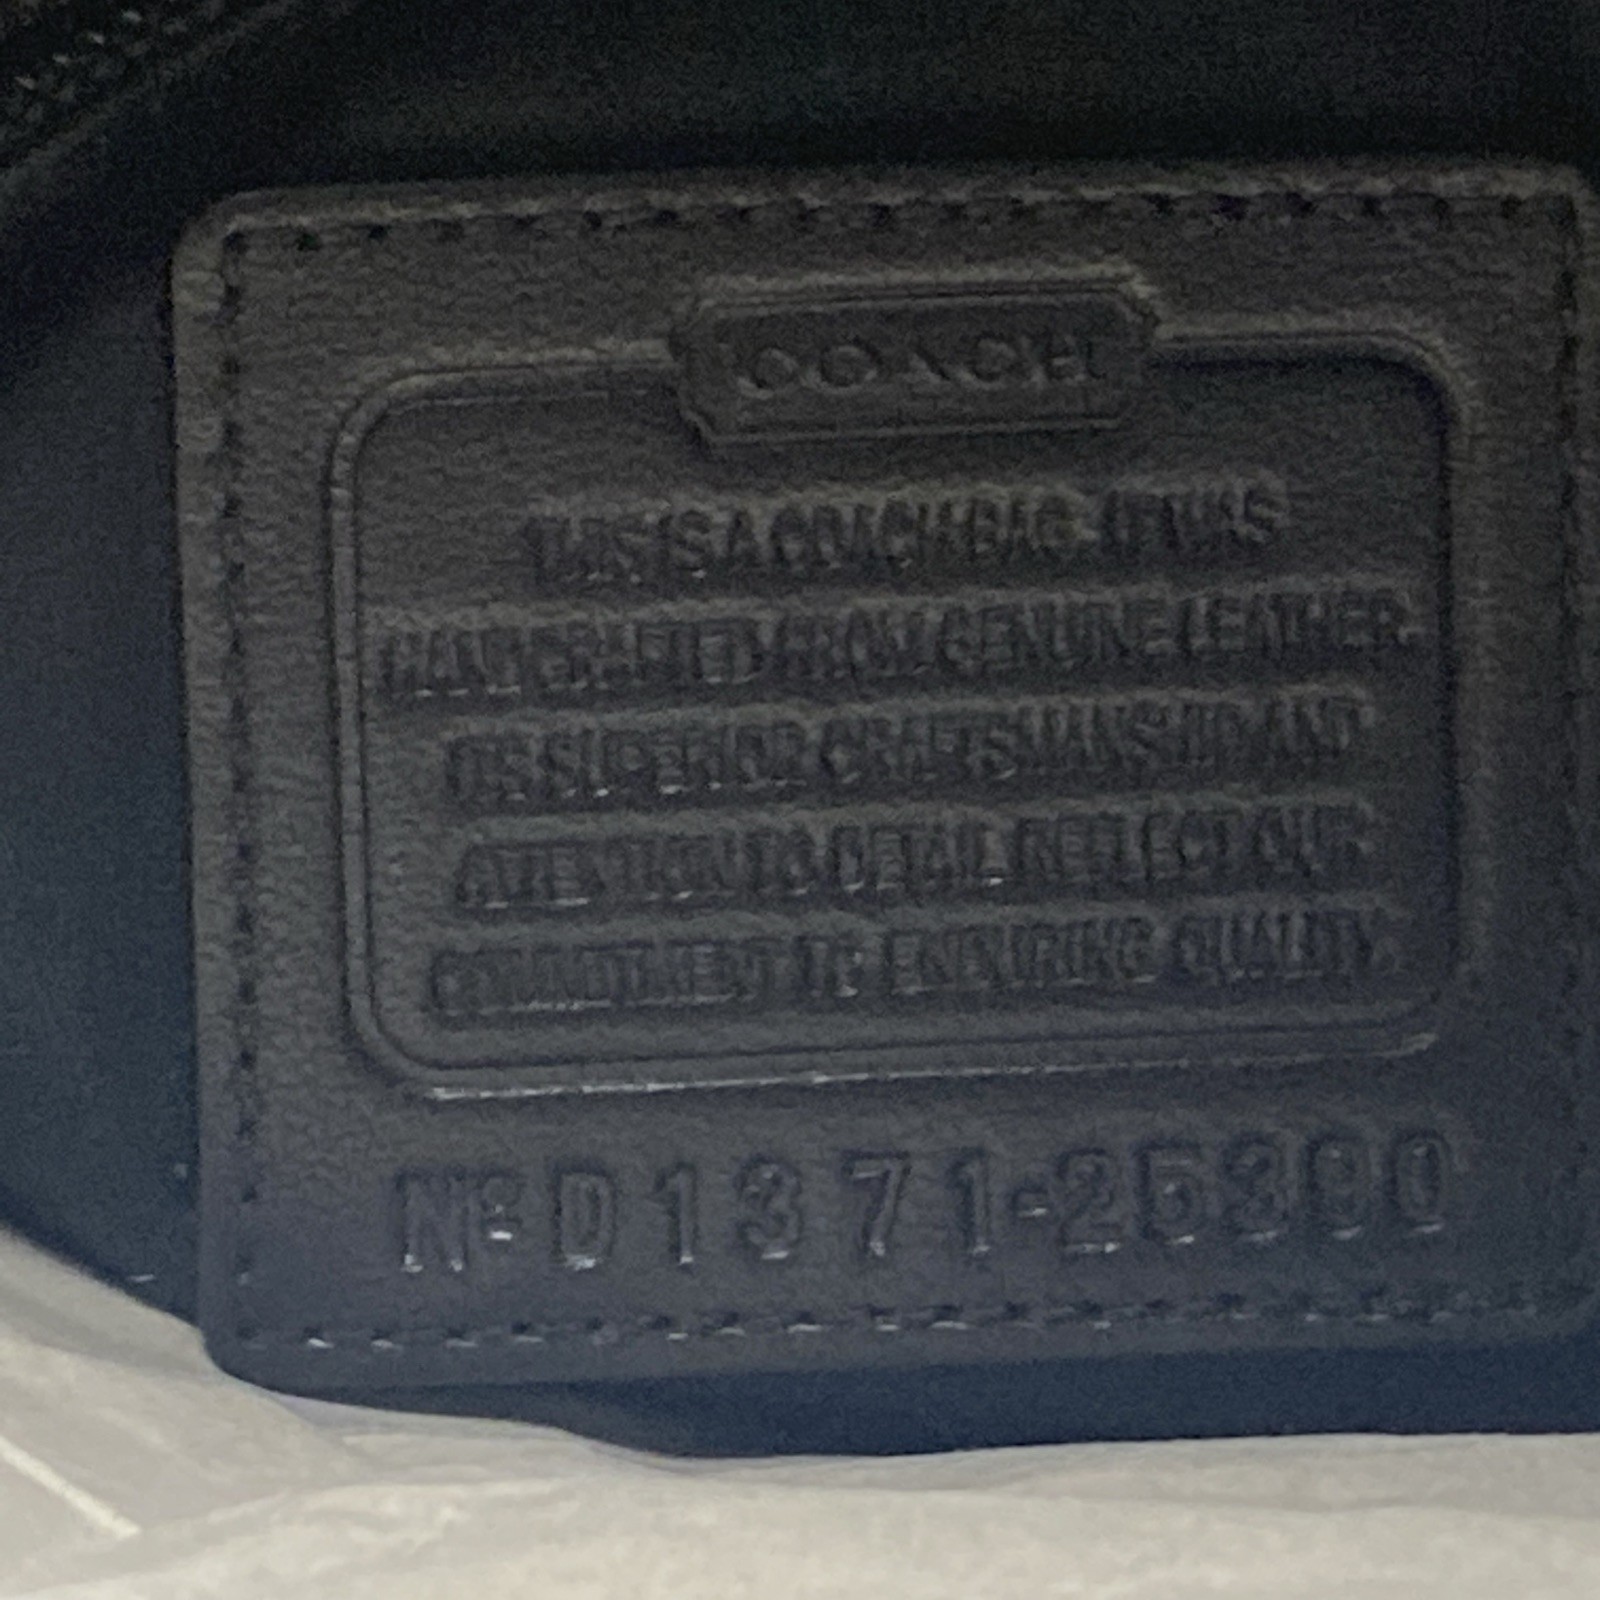 COACH
THIS IS A COACH BAG. IT WAS
HANDCRAFTED FROM GENUINE LEATHER.
ITS SUPERIOR CRAFTSMANSHIP AND
ATTENTION TO DETAIL REFLECT OUR
COMMITMENT TO ENDURING QUALITY.
Nº D1371-25300